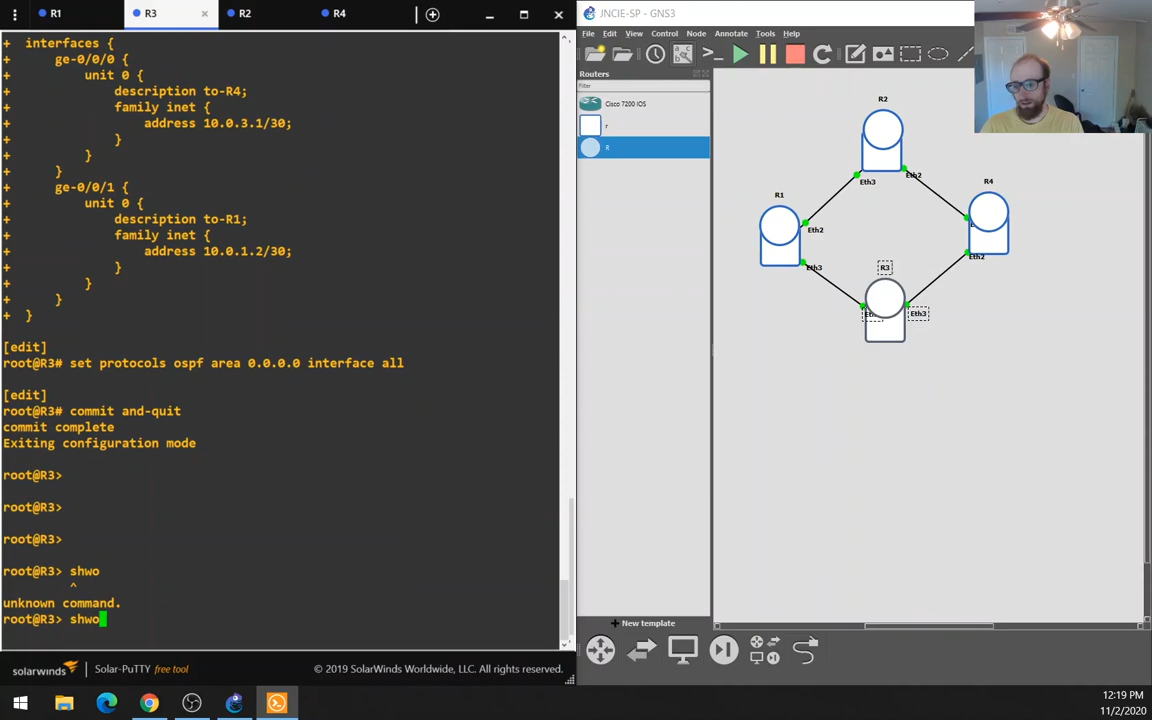 R1
R3
R2
R4
+ interfaces {
+ ge-0/0/0 {
+ unit 0 {
+ description to-R4;
+ family inet {
+ address 10.0.3.1/30;
+ }
+ }
+ }
+ ge-0/0/1 {
+ unit 0 {
+ description to-R1;
+ family inet {
+ address 10.0.1.2/30;
+ }
+ }
+ }
+ }
[edit]
root@R3# set protocols ospf area 0.0.0.0 interface all
[edit]
root@R3# commit and-quit
commit complete
Exiting configuration mode
root@R3>
root@R3>
root@R3>
root@R3> shwo
^
unknown command.
root@R3> shwo
solarwinds
Solar-PuTTY free tool
© 2019 SolarWinds Worldwide, LLC. All rights reserved.
JNCIE-SP - GNS3
File Edit View Control Node Annotate Tools Help
Routers
Filter
Cisco 7200 IOS
r
R
New template
R2
Eth3
Eth2
R4
Eth2
R1
Eth2
Eth3
R3
Eth3
12:19 PM
11/2/2020